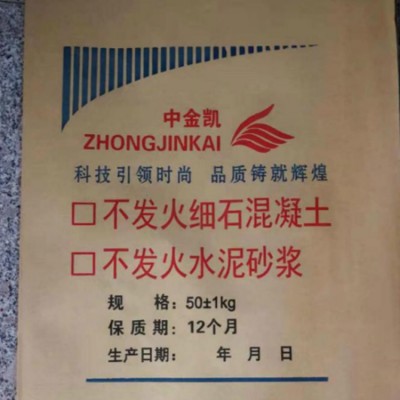 中金凯
ZHONGJINKAI
科技引领时尚 品质铸就辉煌
□不发火细石混凝土
□不发火水泥砂浆
规 格：50±1kg
保 质 期：12个月
生产日期： 年 月 日